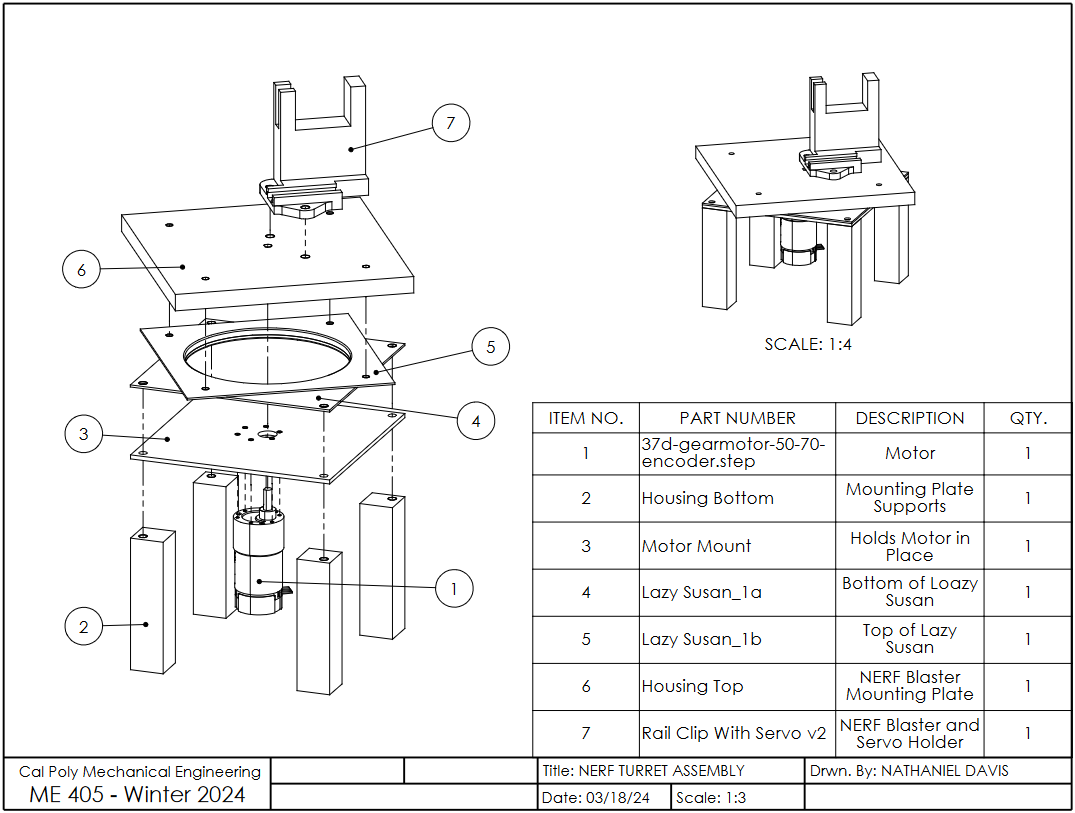 7
6
5
4
3
1
2
SCALE: 1:4
ITEM NO. PART NUMBER DESCRIPTION QTY.
1 37d-gearmotor-50-70-encoder.step Motor 1
2 Housing Bottom Mounting Plate Supports 1
3 Motor Mount Holds Motor in Place 1
4 Lazy Susan_1a Bottom of Loazy Susan 1
5 Lazy Susan_1b Top of Lazy Susan 1
6 Housing Top NERF Blaster Mounting Plate 1
7 Rail Clip With Servo v2 NERF Blaster and Servo Holder 1
Cal Poly Mechanical Engineering
ME 405 - Winter 2024
Title: NERF TURRET ASSEMBLY
Drwn. By: NATHANIEL DAVIS
Date: 03/18/24
Scale: 1:3